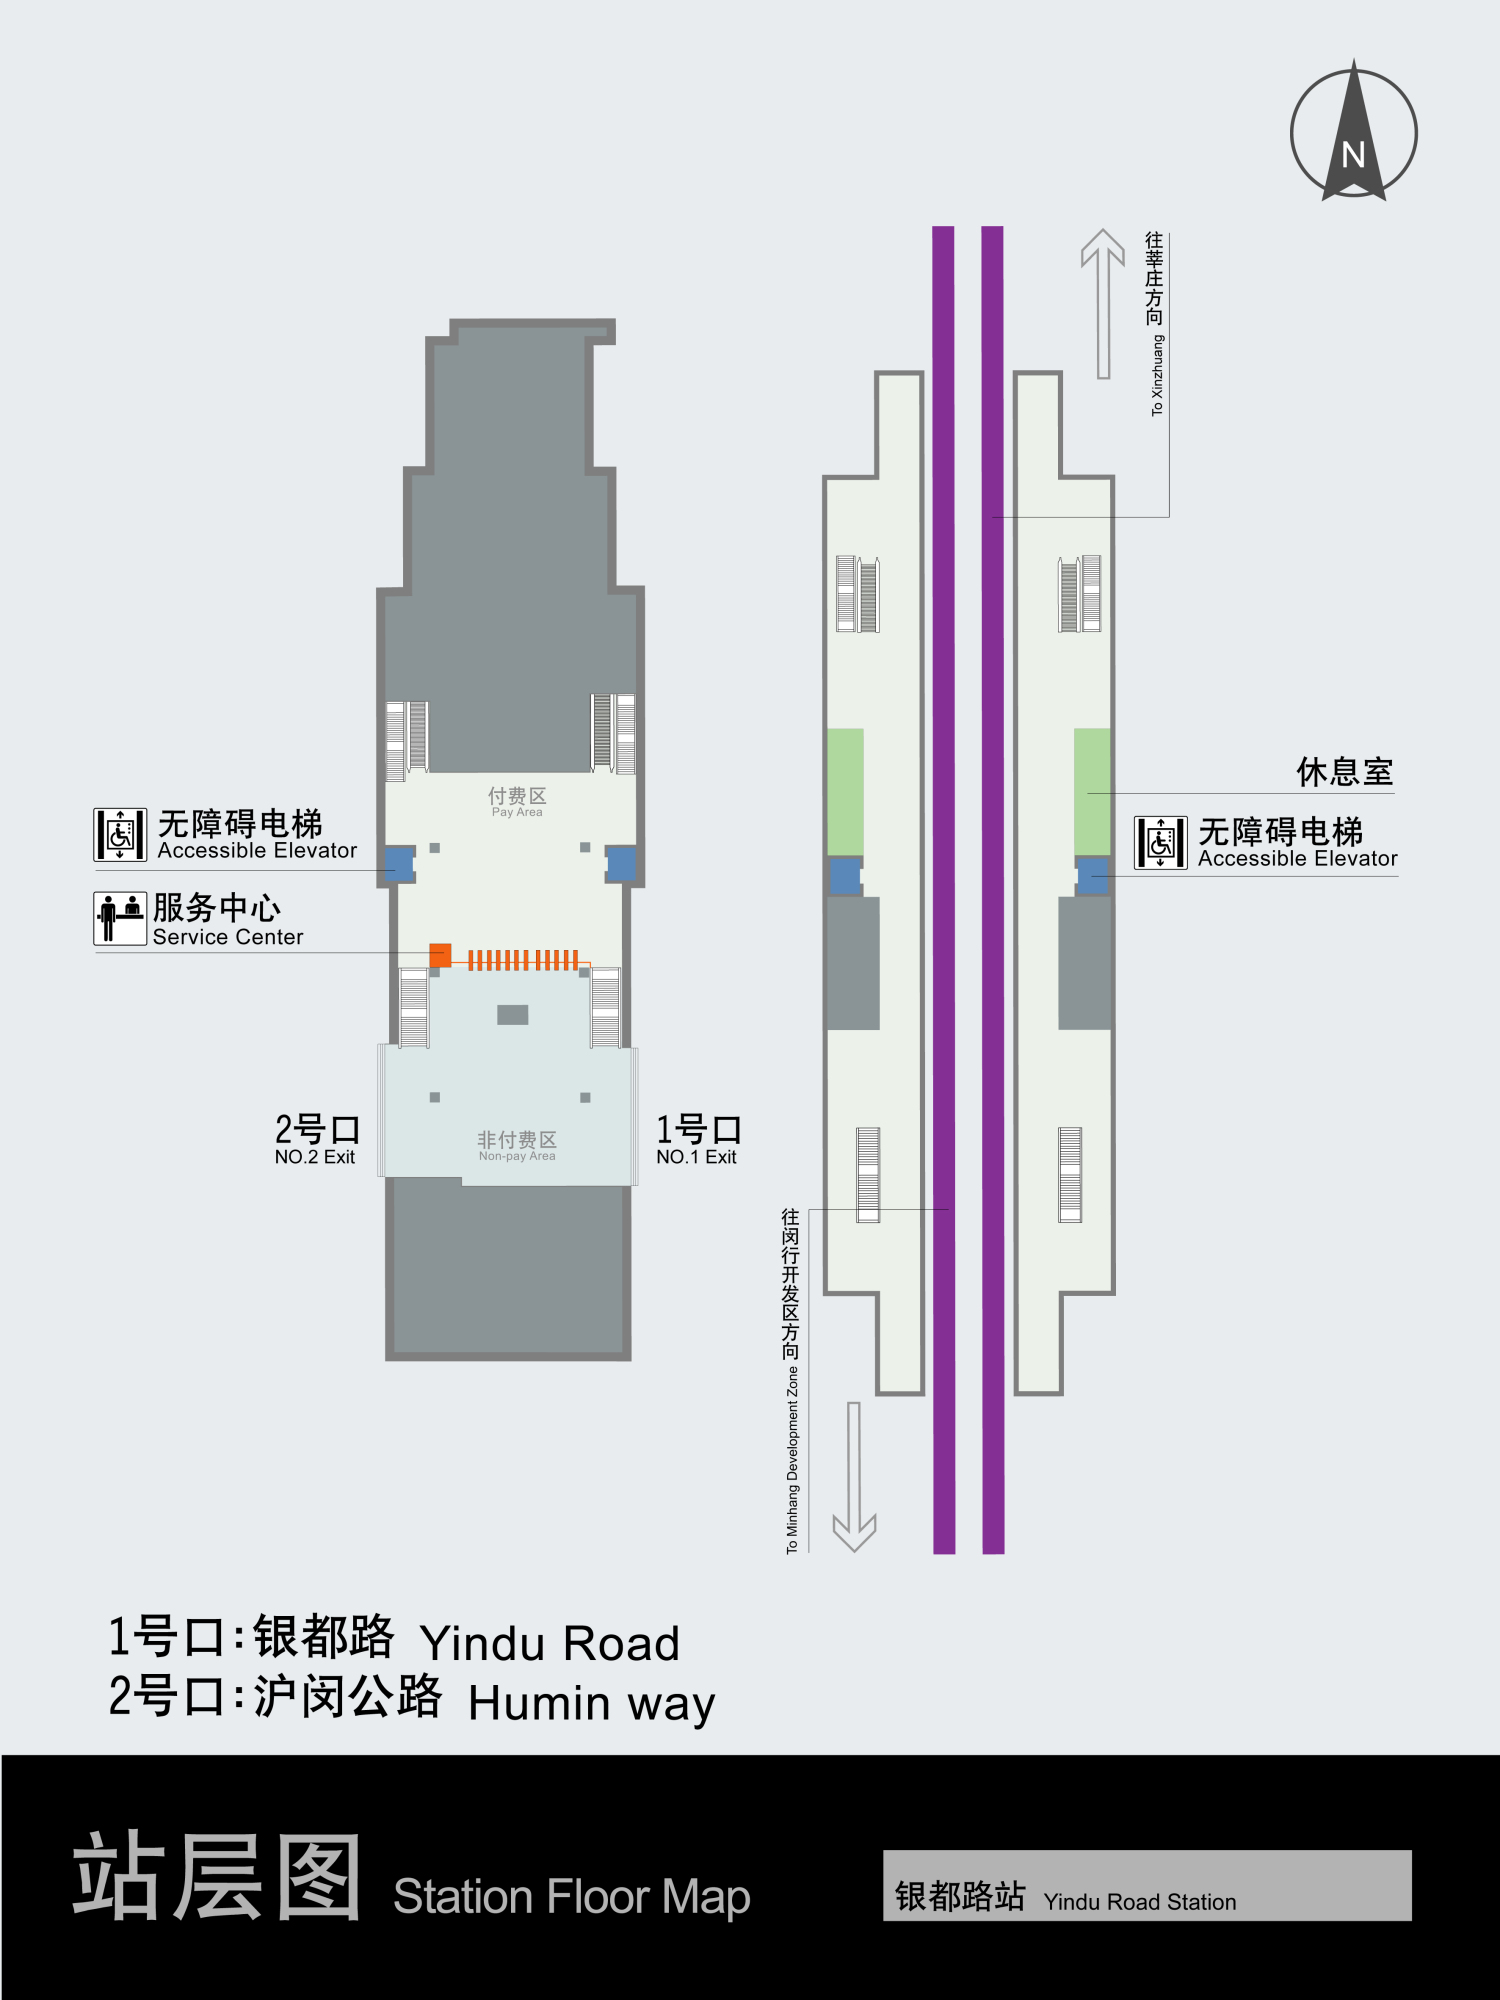 N
往莘庄方向 To Xinzhuang
付费区
Pay Area
休息室
无障碍电梯
Accessible Elevator
无障碍电梯
Accessible Elevator
服务中心
Service Center
2号口
NO.2 Exit
1号口
NO.1 Exit
非付费区
Non-pay Area
往闵行开发区方向 To Minhang Development Zone
1号口:银都路 Yindu Road
2号口:沪闵公路 Humin way
站层图 Station Floor Map
银都路站 Yindu Road Station